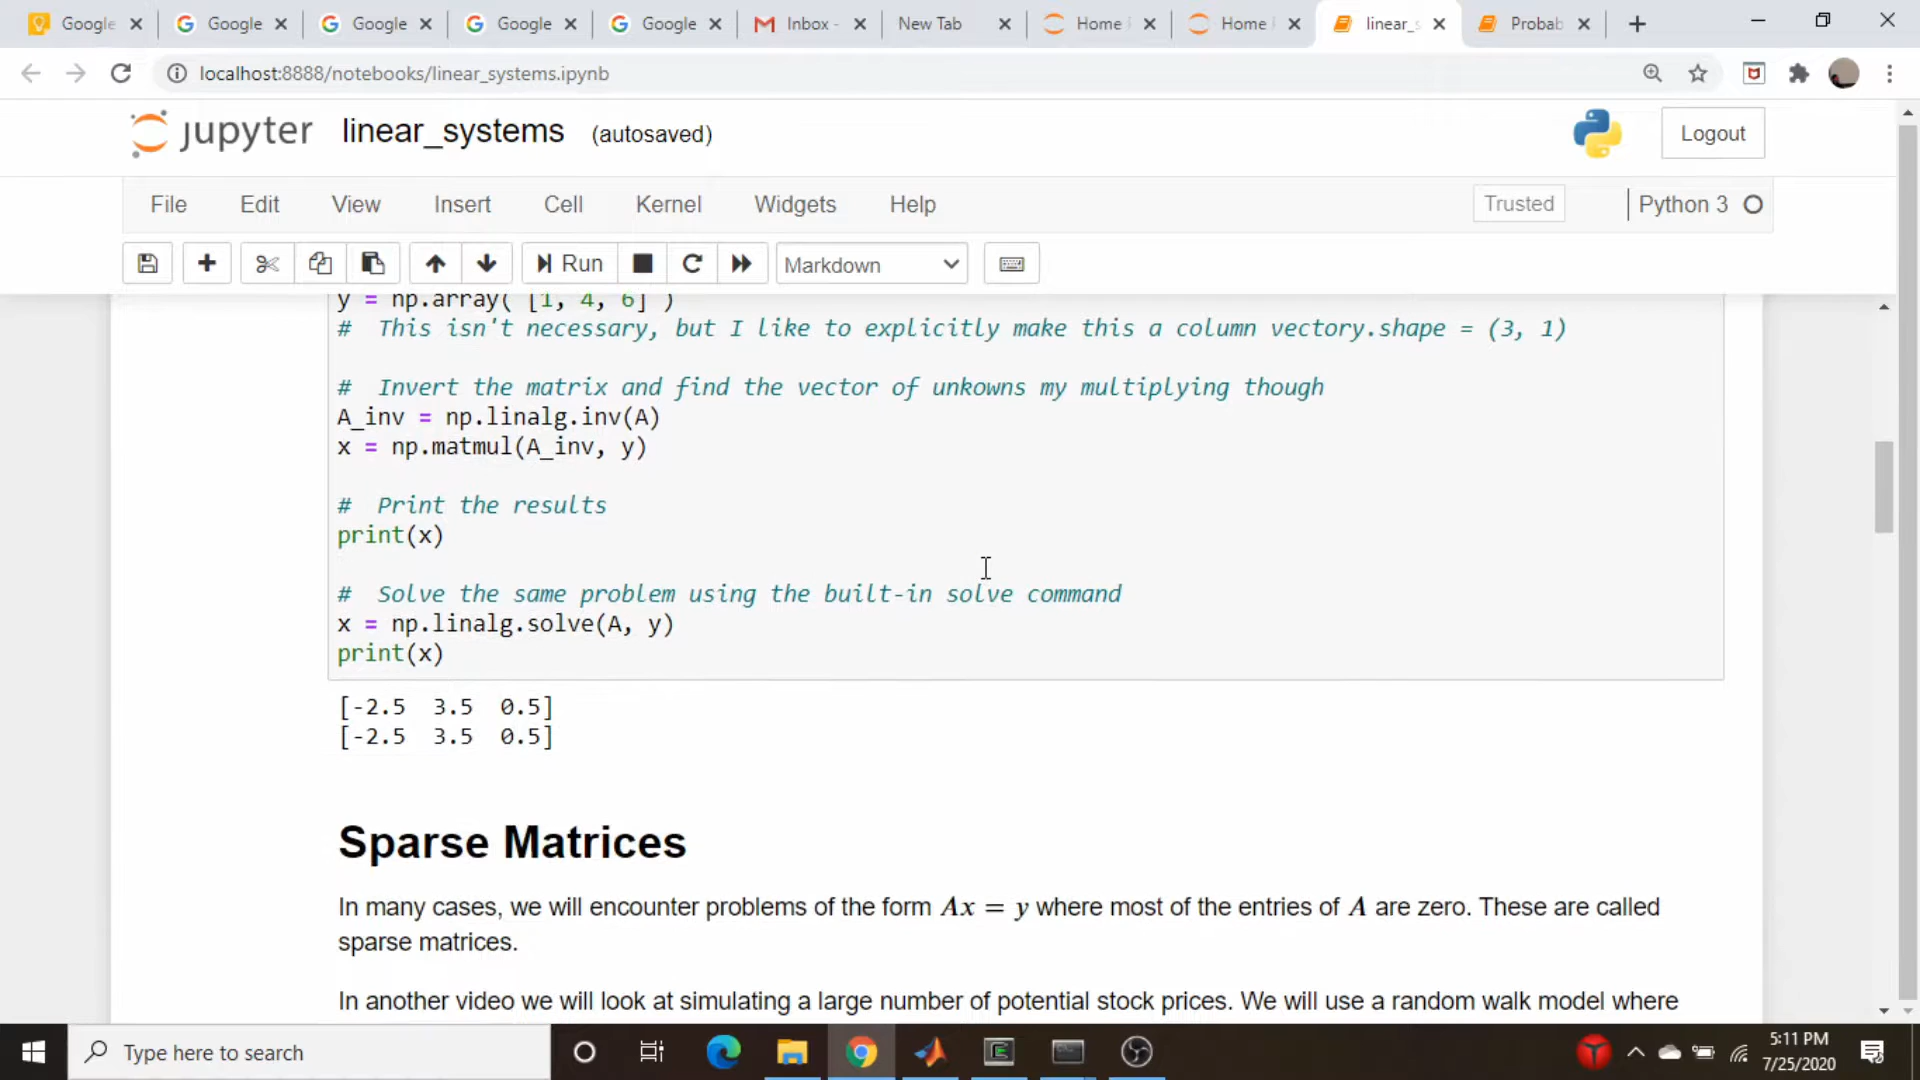 Google
Google
Google
Google
Google
Inbox -
New Tab
Home
Home
linear_s
Probab
localhost:8888/notebooks/linear_systems.ipynb
jupyter
linear_systems
(autosaved)
Logout
File
Edit
View
Insert
Cell
Kernel
Widgets
Help
Trusted
Python 3
Run
Markdown
y = np.array( [1, 4, 6] )
# This isn't necessary, but I like to explicitly make this a column vectory.shape = (3, 1)
# Invert the matrix and find the vector of unkowns my multiplying though
A_inv = np.linalg.inv(A)
x = np.matmul(A_inv, y)
# Print the results
print(x)
# Solve the same problem using the built-in solve command
x = np.linalg.solve(A, y)
print(x)
[-2.5 3.5 0.5]
[-2.5 3.5 0.5]
Sparse Matrices
In many cases, we will encounter problems of the form Ax = y where most of the entries of A are zero. These are called
sparse matrices.
In another video we will look at simulating a large number of potential stock prices. We will use a random walk model where
Type here to search
5:11 PM
7/25/2020